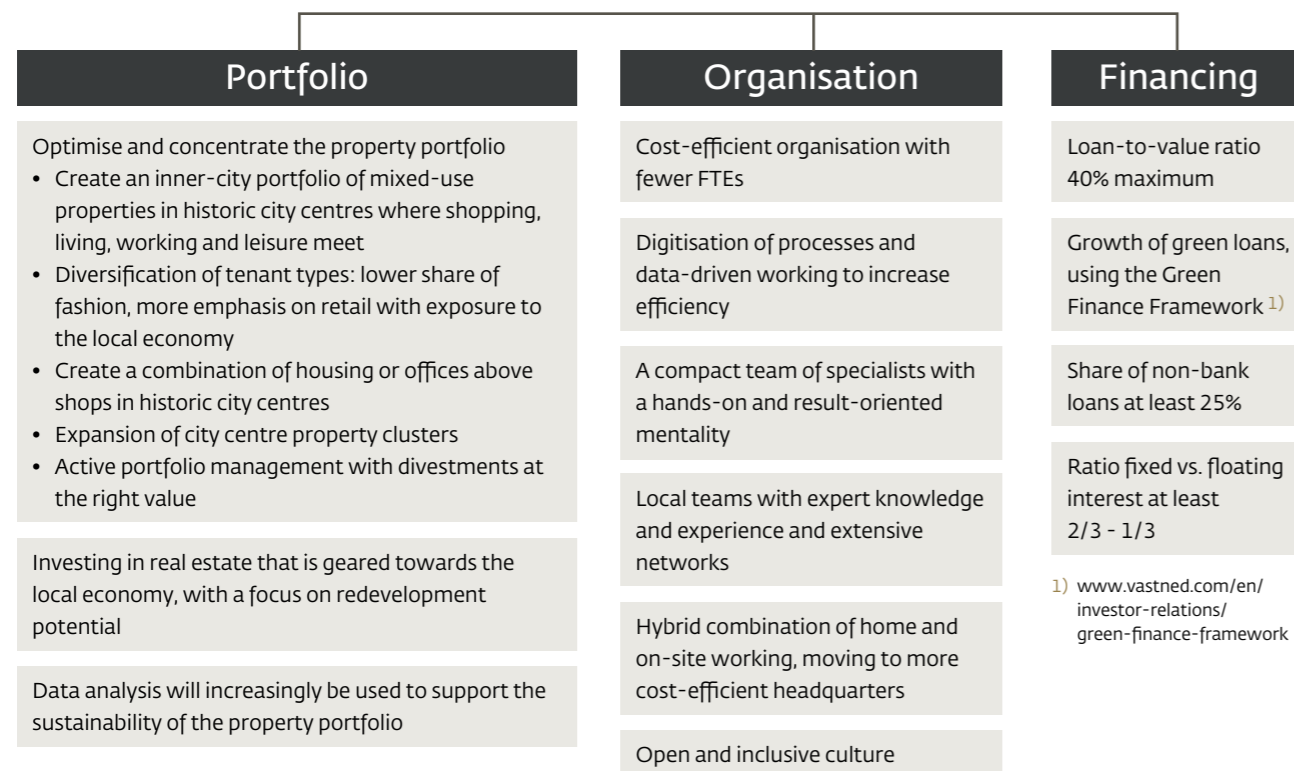 Portfolio
Optimise and concentrate the property portfolio
• Create an inner-city portfolio of mixed-use
properties in historic city centres where shopping,
living, working and leisure meet
• Diversification of tenant types: lower share of
fashion, more emphasis on retail with exposure to
the local economy
• Create a combination of housing or offices above
shops in historic city centres
• Expansion of city centre property clusters
• Active portfolio management with divestments at
the right value
Investing in real estate that is geared towards the
local economy, with a focus on redevelopment
potential
Data analysis will increasingly be used to support the
sustainability of the property portfolio
Organisation
Cost-efficient organisation with
fewer FTEs
Digitisation of processes and
data-driven working to increase
efficiency
A compact team of specialists with
a hands-on and result-oriented
mentality
Local teams with expert knowledge
and experience and extensive
networks
Hybrid combination of home and
on-site working, moving to more
cost-efficient headquarters
Open and inclusive culture
Financing
Loan-to-value ratio
40% maximum
Growth of green loans,
using the Green
Finance Framework 1)
Share of non-bank
loans at least 25%
Ratio fixed vs. floating
interest at least
2/3 - 1/3
1) www.vastned.com/en/
investor-relations/
green-finance-framework